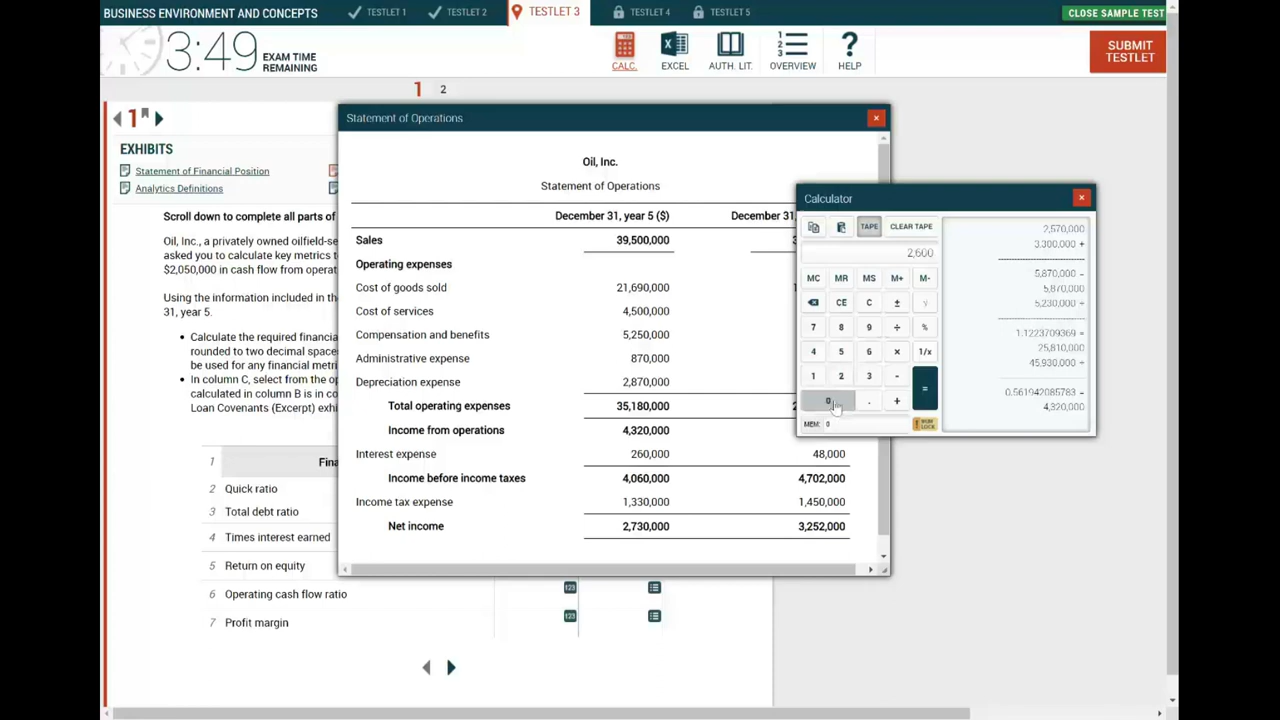 BUSINESS ENVIRONMENT AND CONCEPTS
TESTLET 1
TESTLET 2
TESTLET 3
TESTLET 4
TESTLET 5
CLOSE SAMPLE TEST
3:49
EXAM TIME
REMAINING
CALC.
EXCEL
AUTH. LIT.
1
2
3
OVERVIEW
?
HELP
SUBMIT
TESTLET
1
2
1
EXHIBITS
Statement of Financial Position
Analytics Definitions
Scroll down to complete all parts of
Oil, Inc., a privately owned oilfield-se
asked you to calculate key metrics t
$2,050,000 in cash flow from operat
Using the information included in the
31, year 5.
Calculate the required financia
rounded to two decimal spaces
be used for any financial metri
In column C, select from the op
calculated in column B is in co
Loan Covenants (Excerpt) exhi
1 Fina
2 Quick ratio
3 Total debt ratio
4 Times interest earned
5 Return on equity
6 Operating cash flow ratio
123
7 Profit margin
123
Statement of Operations
Oil, Inc.
Statement of Operations
December 31, year 5 ($) December 31,
Sales 39,500,000 3
Operating expenses
Cost of goods sold 21,690,000
Cost of services 4,500,000
Compensation and benefits 5,250,000
Administrative expense 870,000
Depreciation expense 2,870,000
Total operating expenses 35,180,000 2
Income from operations 4,320,000
Interest expense 260,000 48,000
Income before income taxes 4,060,000 4,702,000
Income tax expense 1,330,000 1,450,000
Net income 2,730,000 3,252,000
Calculator
TAPE CLEAR TAPE
2,600
MC MR MS M+ M-
CE C ± √
7 8 9 ÷ %
4 5 6 × 1/x
1 2 3 - =
0 . +
MEM: 0
NUM
LOCK
2,570,000
3,300,000 +
5,870,000 =
5,870,000
5,230,000 ÷
1.1223709369 =
25,810,000
45,930,000 ÷
0.561942085783 =
4,320,000